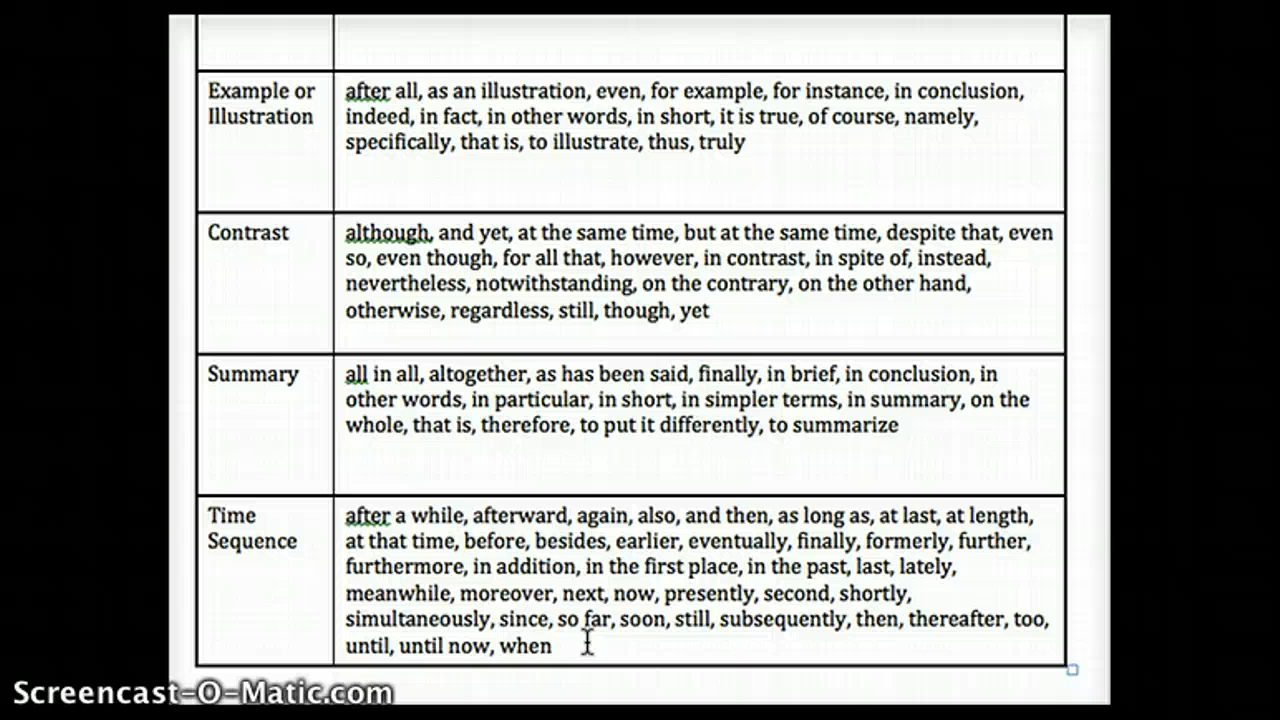 Example or
Illustration
after all, as an illustration, even, for example, for instance, in conclusion,
indeed, in fact, in other words, in short, it is true, of course, namely,
specifically, that is, to illustrate, thus, truly
Contrast
although, and yet, at the same time, but at the same time, despite that, even
so, even though, for all that, however, in contrast, in spite of, instead,
nevertheless, notwithstanding, on the contrary, on the other hand,
otherwise, regardless, still, though, yet
Summary
all in all, altogether, as has been said, finally, in brief, in conclusion, in
other words, in particular, in short, in simpler terms, in summary, on the
whole, that is, therefore, to put it differently, to summarize
Time
Sequence
after a while, afterward, again, also, and then, as long as, at last, at length,
at that time, before, besides, earlier, eventually, finally, formerly, further,
furthermore, in addition, in the first place, in the past, last, lately,
meanwhile, moreover, next, now, presently, second, shortly,
simultaneously, since, so far, soon, still, subsequently, then, thereafter, too,
until, until now, when
Screencast-O-Matic.com